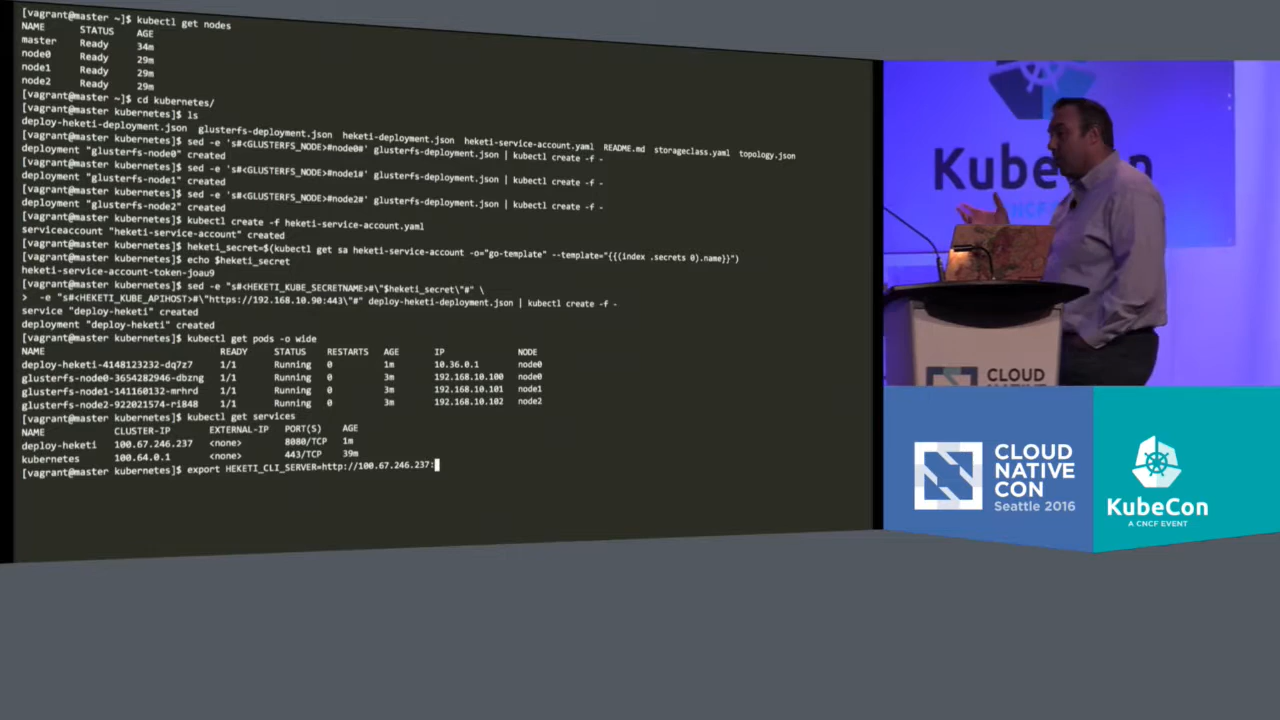 [vagrant@master ~]$ kubectl get nodes
NAME STATUS AGE
master Ready 34m
node0 Ready 29m
node1 Ready 29m
node2 Ready 29m
[vagrant@master ~]$ cd kubernetes/
[vagrant@master kubernetes]$ ls
deploy-heketi-deployment.json glusterfs-deployment.json heketi-deployment.json heketi-service-account.yaml README.md storageclass.yaml topology.json
[vagrant@master kubernetes]$ sed -e 's#<GLUSTERFS_NODE>#node0#' glusterfs-deployment.json | kubectl create -f -
deployment "glusterfs-node0" created
[vagrant@master kubernetes]$ sed -e 's#<GLUSTERFS_NODE>#node1#' glusterfs-deployment.json | kubectl create -f -
deployment "glusterfs-node1" created
[vagrant@master kubernetes]$ sed -e 's#<GLUSTERFS_NODE>#node2#' glusterfs-deployment.json | kubectl create -f -
deployment "glusterfs-node2" created
[vagrant@master kubernetes]$ kubectl create -f heketi-service-account.yaml
serviceaccount "heketi-service-account" created
[vagrant@master kubernetes]$ heketi_secret=$(kubectl get sa heketi-service-account -o="go-template" --template="{{(index .secrets 0).name}}")
[vagrant@master kubernetes]$ echo $heketi_secret
heketi-service-account-token-joau9
[vagrant@master kubernetes]$ sed -e "s#<HEKETI_KUBE_SECRETNAME>#\"$heketi_secret\"#" \
> -e "s#<HEKETI_KUBE_APIHOST>#\"https://192.168.10.90:443\"#" deploy-heketi-deployment.json | kubectl create -f -
service "deploy-heketi" created
deployment "deploy-heketi" created
[vagrant@master kubernetes]$ kubectl get pods -o wide
NAME READY STATUS RESTARTS AGE IP NODE
deploy-heketi-4148123232-dq7z7 1/1 Running 0 1m 10.36.0.1 node0
glusterfs-node0-3654282946-dbzng 1/1 Running 0 3m 192.168.10.100 node0
glusterfs-node1-141160132-mrhrd 1/1 Running 0 3m 192.168.10.101 node1
glusterfs-node2-922021574-ri848 1/1 Running 0 3m 192.168.10.102 node2
[vagrant@master kubernetes]$ kubectl get services
NAME CLUSTER-IP EXTERNAL-IP PORT(S) AGE
deploy-heketi 100.67.246.237 <none> 8080/TCP 1m
kubernetes 100.64.0.1 <none> 443/TCP 39m
[vagrant@master kubernetes]$ export HEKETI_CLI_SERVER=http://100.67.246.237:
CLOUD
CLOUD
NATIVE
CON
Seattle 2016
KubeCon
A CNCF EVENT